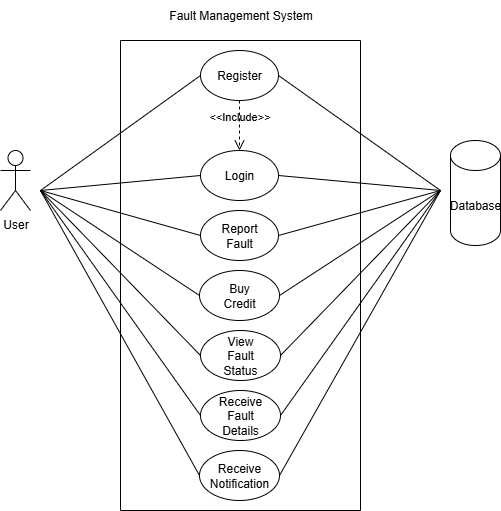 Fault Management System
Register
<<Include>>
Login
User
Database
Report
Fault
Buy
Credit
View
Fault
Status
Receive
Fault
Details
Receive
Notification